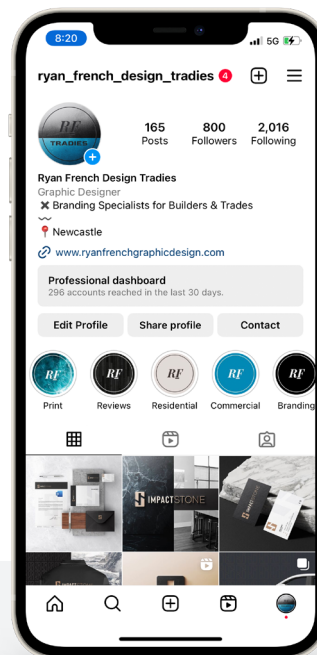 8:20
5G
ryan_french_design_tradies 4
RF
TRADIES
165 800 2,016
Posts Followers Following
Ryan French Design Tradies
Graphic Designer
✖ Branding Specialists for Builders & Trades
〰
📍 Newcastle
www.ryanfrenchgraphicdesign.com
Professional dashboard
296 accounts reached in the last 30 days.
Edit Profile Share profile Contact
RF RF RF RF RF
Print Reviews Residential Commercial Branding
IMPACTSTONE